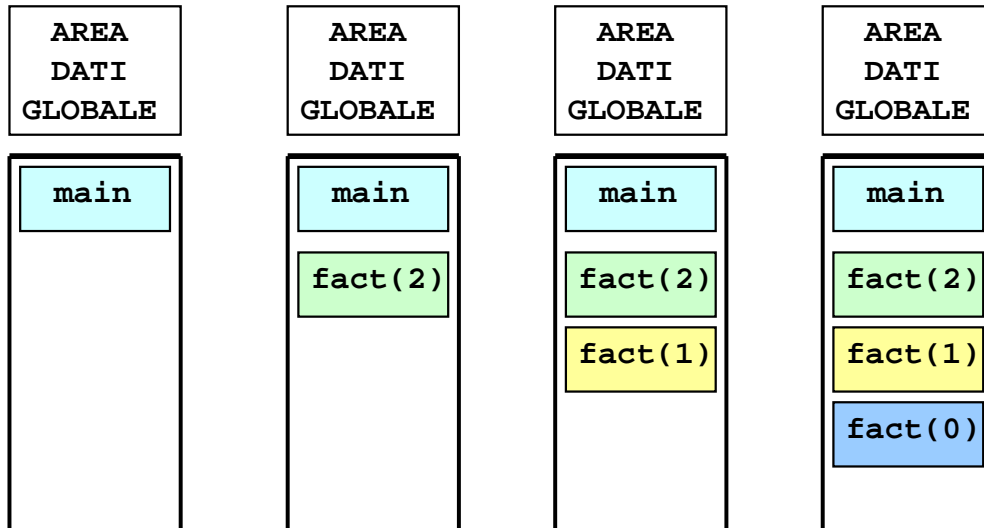 AREA
DATI
GLOBALE
main
AREA
DATI
GLOBALE
main
fact(2)
AREA
DATI
GLOBALE
main
fact(2)
fact(1)
AREA
DATI
GLOBALE
main
fact(2)
fact(1)
fact(0)